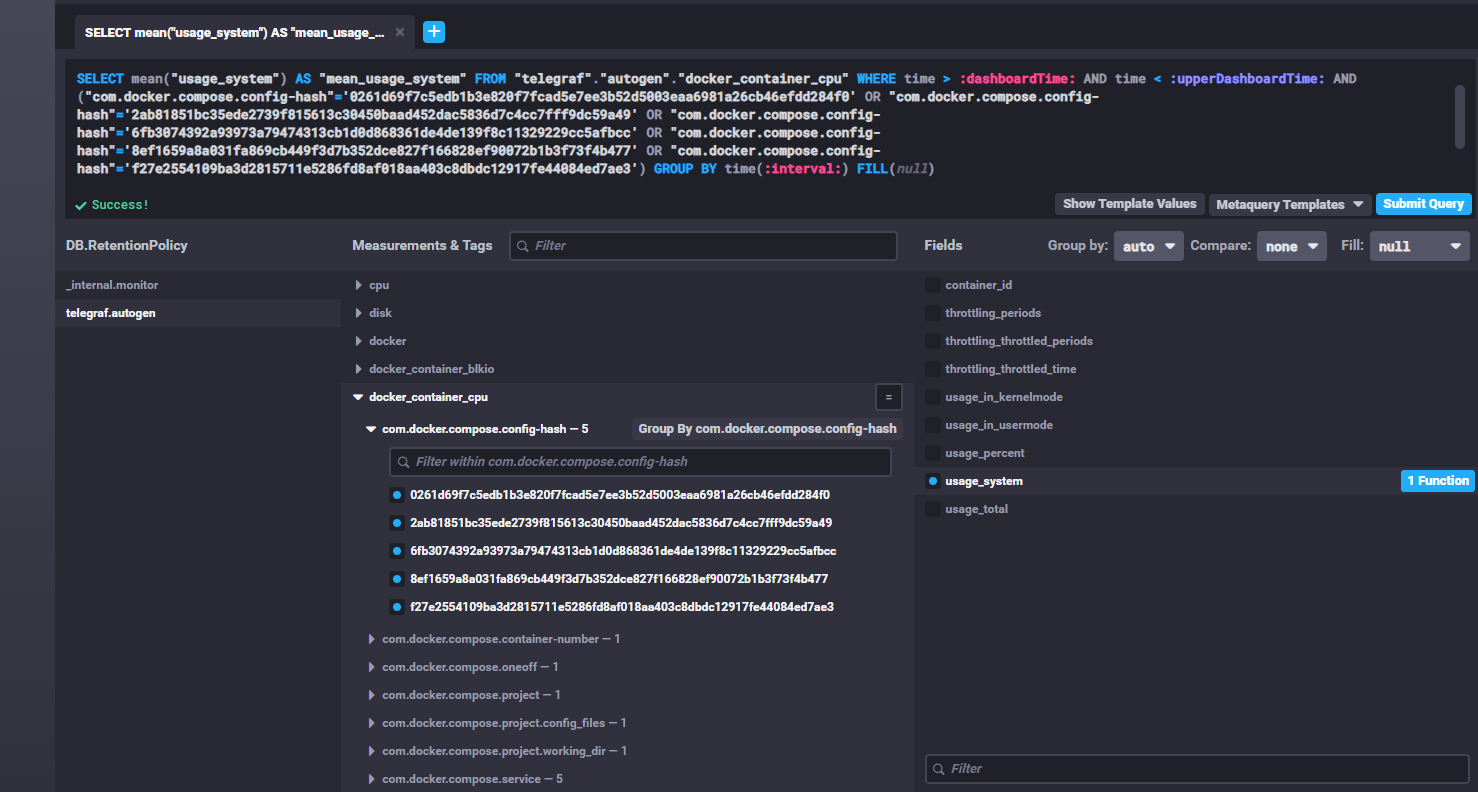 SELECT mean("usage_system") AS "mean_usage_...
SELECT mean("usage_system") AS "mean_usage_system" FROM "telegraf"."autogen"."docker_container_cpu" WHERE time > :dashboardTime: AND time < :upperDashboardTime: AND
("com.docker.compose.config-hash"='0261d69f7c5edb1b3e820f7fcad5e7ee3b52d5003eaa6981a26cb46efdd284f0' OR "com.docker.compose.config-
hash"='2ab81851bc35ede2739f815613c30450baad452dac5836d7c4cc7fff9dc59a49' OR "com.docker.compose.config-
hash"='6fb3074392a93973a79474313cb1d0d868361de4de139f8c11329229cc5afbcc' OR "com.docker.compose.config-
hash"='8ef1659a8a031fa869cb449f3d7b352dce827f166828ef90072b1b3f73f4b477' OR "com.docker.compose.config-
hash"='f27e2554109ba3d2815711e5286fd8af018aa403c8dbdc12917fe44084ed7ae3') GROUP BY time(:interval:) FILL(null)
Success!
Show Template Values
Metaquery Templates
Submit Query
DB.RetentionPolicy
_internal.monitor
telegraf.autogen
Measurements & Tags
Filter
cpu
disk
docker
docker_container_blkio
docker_container_cpu
=
com.docker.compose.config-hash — 5
Group By com.docker.compose.config-hash
Filter within com.docker.compose.config-hash
0261d69f7c5edb1b3e820f7fcad5e7ee3b52d5003eaa6981a26cb46efdd284f0
2ab81851bc35ede2739f815613c30450baad452dac5836d7c4cc7fff9dc59a49
6fb3074392a93973a79474313cb1d0d868361de4de139f8c11329229cc5afbcc
8ef1659a8a031fa869cb449f3d7b352dce827f166828ef90072b1b3f73f4b477
f27e2554109ba3d2815711e5286fd8af018aa403c8dbdc12917fe44084ed7ae3
com.docker.compose.container-number — 1
com.docker.compose.oneoff — 1
com.docker.compose.project — 1
com.docker.compose.project.config_files — 1
com.docker.compose.project.working_dir — 1
com.docker.compose.service — 5
Fields
Group by: auto
Compare: none
Fill: null
container_id
throttling_periods
throttling_throttled_periods
throttling_throttled_time
usage_in_kernelmode
usage_in_usermode
usage_percent
usage_system
1 Function
usage_total
Filter